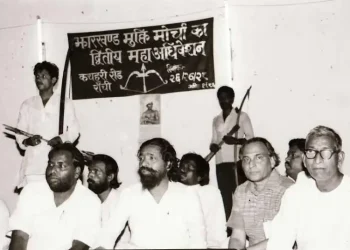 झारखण्ड मुक्ति मोर्चा का
द्वितीय महा अधिवेशन
कचहरी रोड
राँची